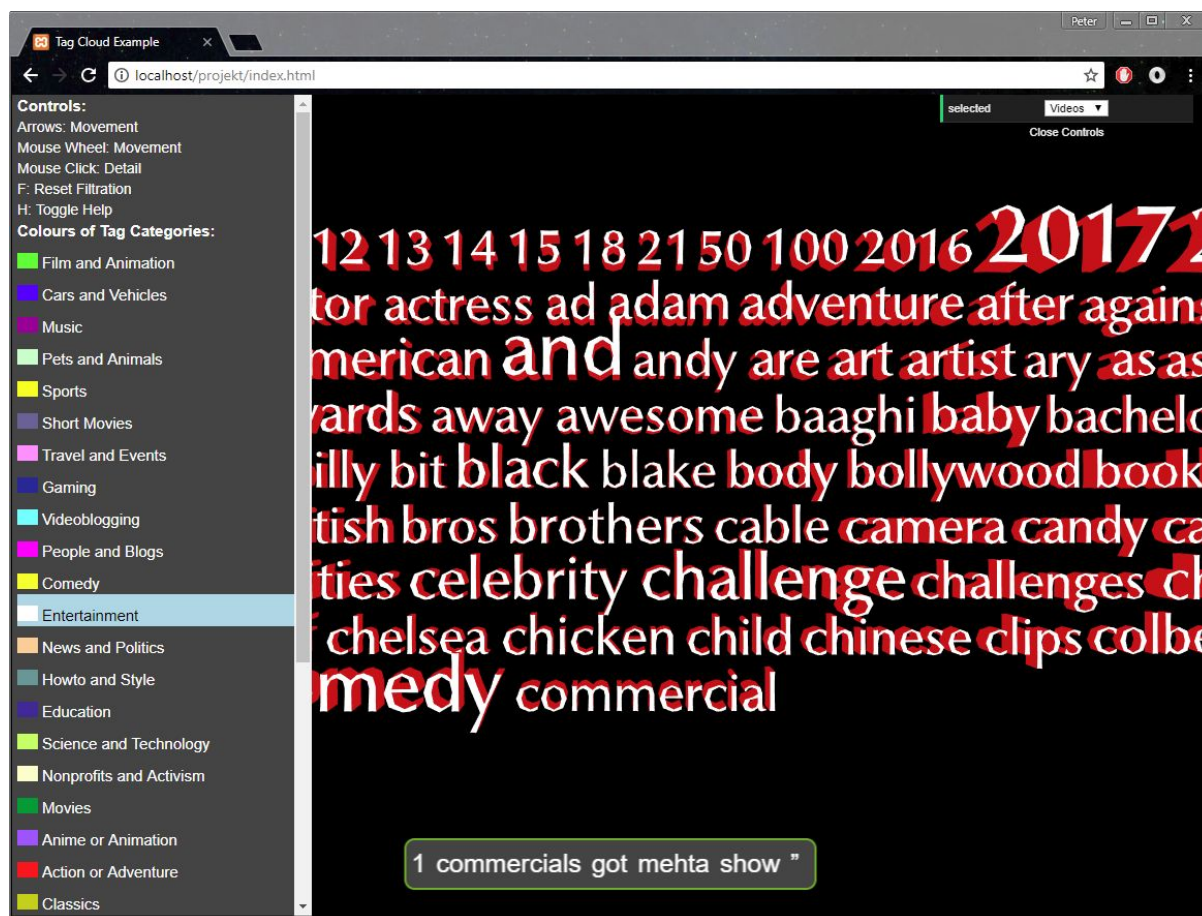 Peter
Tag Cloud Example
localhost/projekt/index.html
Controls:
Arrows: Movement
Mouse Wheel: Movement
Mouse Click: Detail
F: Reset Filtration
H: Toggle Help
Colours of Tag Categories:
Film and Animation
Cars and Vehicles
Music
Pets and Animals
Sports
Short Movies
Travel and Events
Gaming
Videoblogging
People and Blogs
Comedy
Entertainment
News and Politics
Howto and Style
Education
Science and Technology
Nonprofits and Activism
Movies
Anime or Animation
Action or Adventure
Classics
selected Videos
Close Controls
12 13 14 15 18 21 50 100 2016 2017 2
tor actress ad adam adventure after agains
merican and andy are art artist ary as as
vards away awesome baaghi baby bachelo
illy bit black blake body bollywood book
tish bros brothers cable camera candy ca
ties celebrity challenge challenges ch
chelsea chicken child chinese clips colbe
medy commercial
1 commercials got mehta show ”